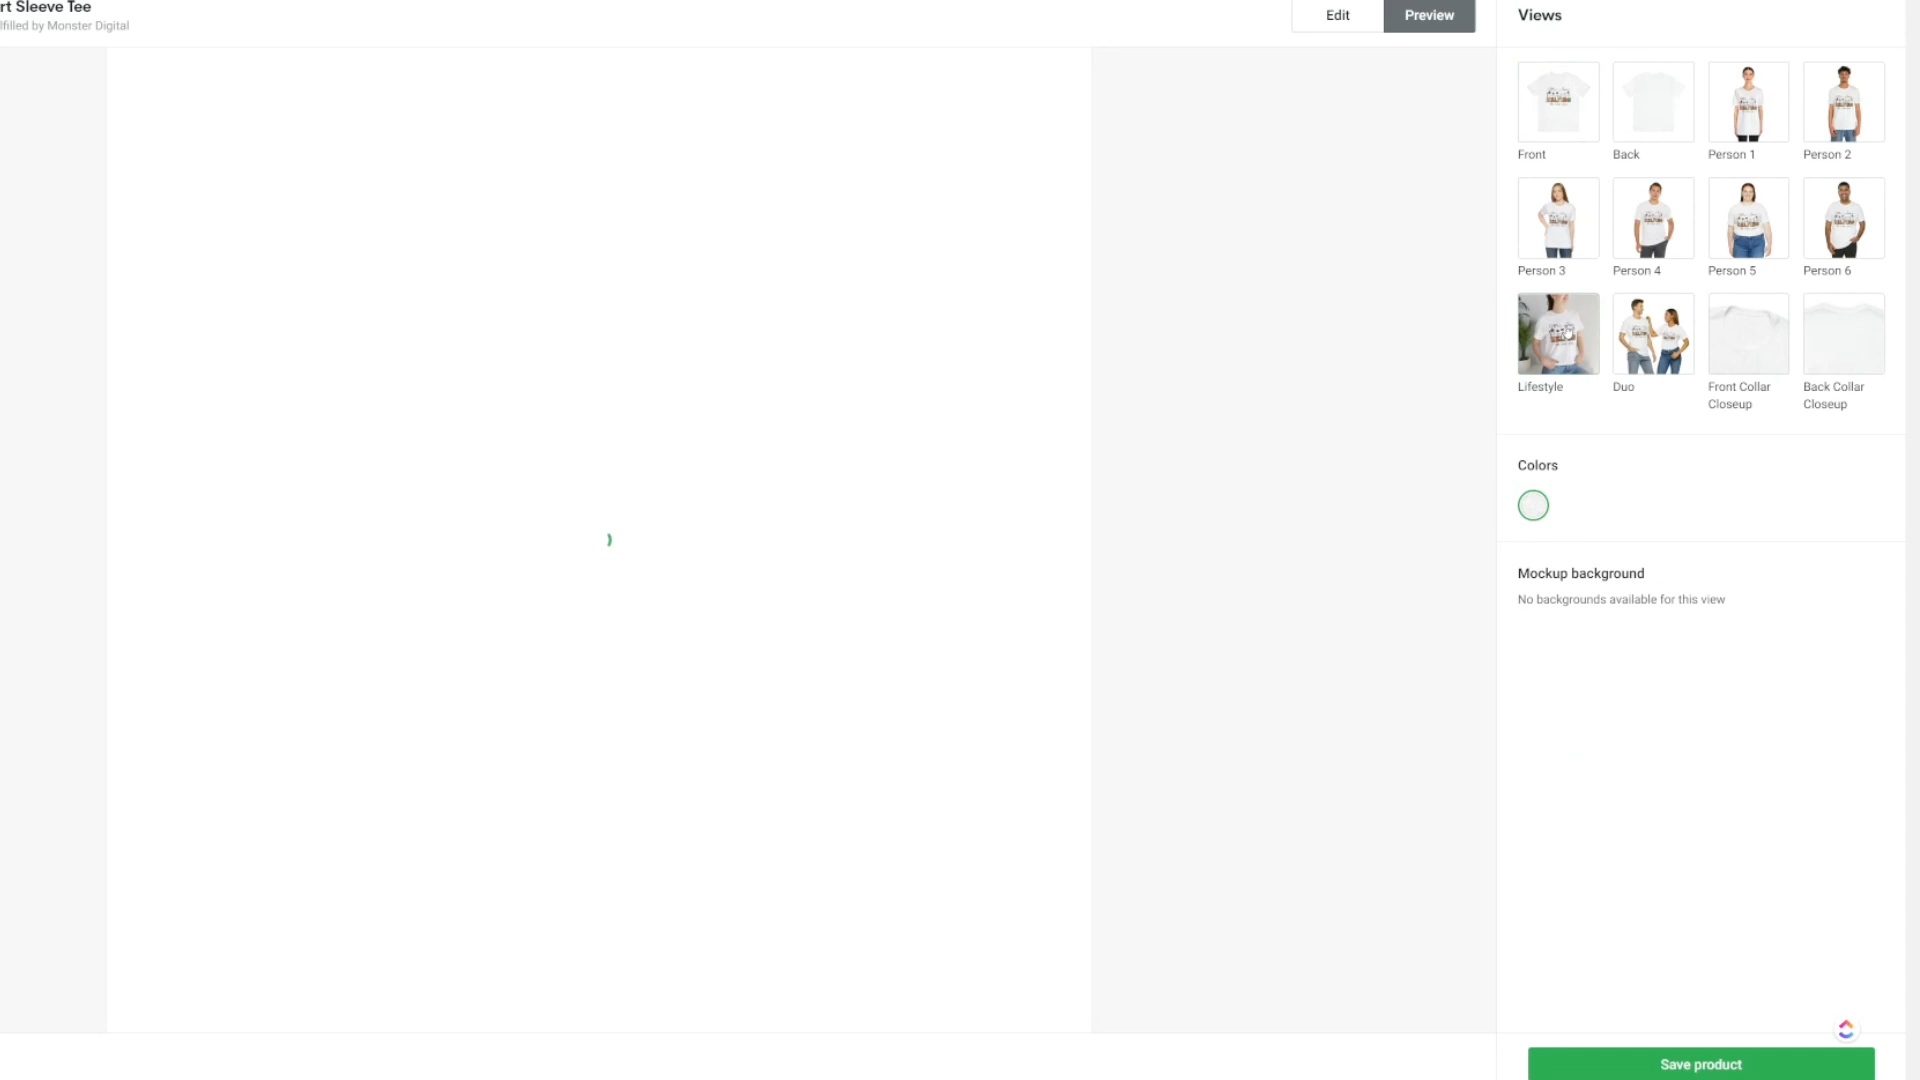 rt Sleeve Tee
lfilled by Monster Digital
Edit
Preview
Views
Front
Back
Person 1
Person 2
Person 3
Person 4
Person 5
Person 6
Lifestyle
Duo
Front Collar
Closeup
Back Collar
Closeup
Colors
Mockup background
No backgrounds available for this view
Save product